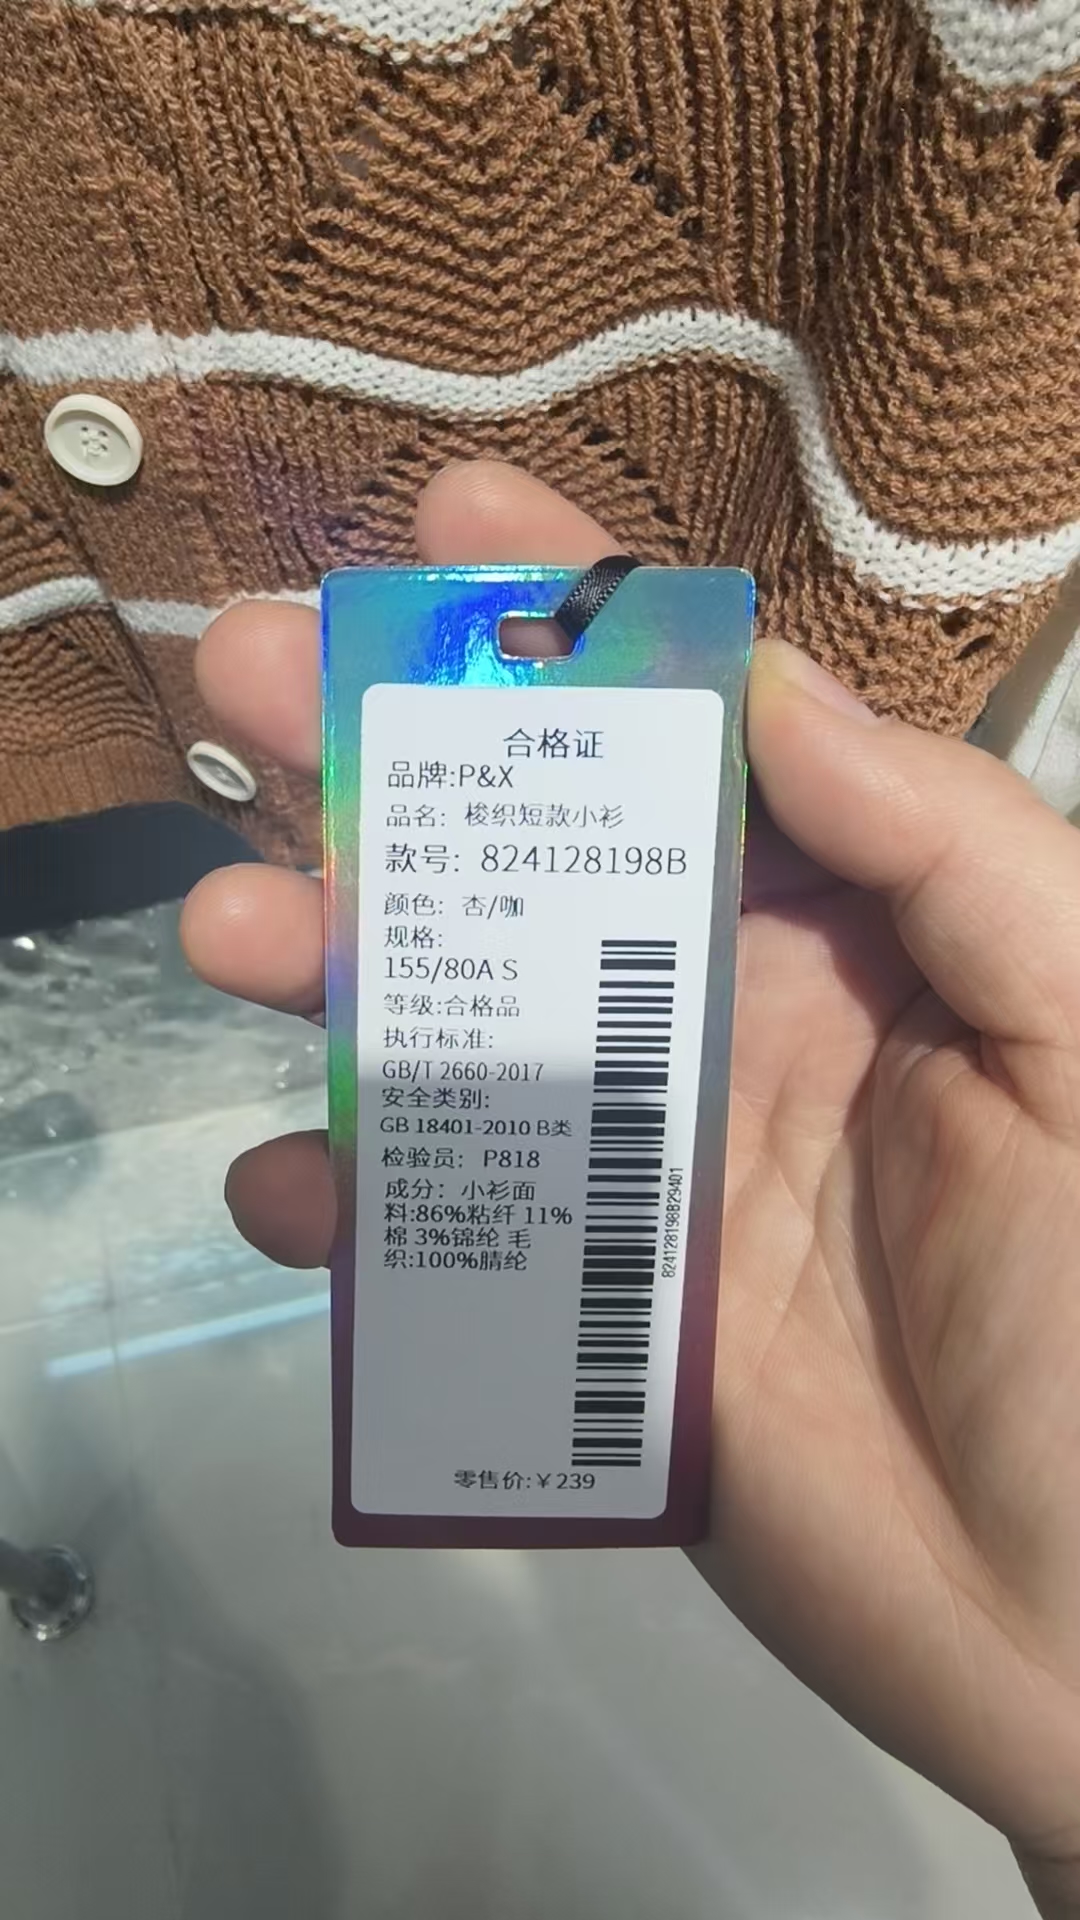 合格证
品牌:P&X
品名: 梭织短款小衫
款号: 824128198B
颜色: 杏/咖
规格:
155/80A S
等级:合格品
执行标准:
GB/T 2660-2017
安全类别:
GB 18401-2010 B类
检验员: P818
成分: 小衫面
料:86%粘纤 11%
棉 3%锦纶 毛
织:100%腈纶
824128198B29401
零售价:¥239